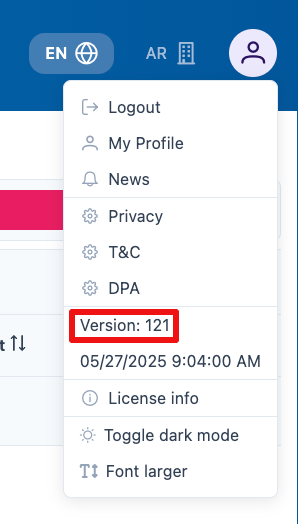 EN
AR
Logout
My Profile
News
Privacy
T&C
DPA
Version: 121
t
05/27/2025 9:04:00 AM
License info
Toggle dark mode
Font larger